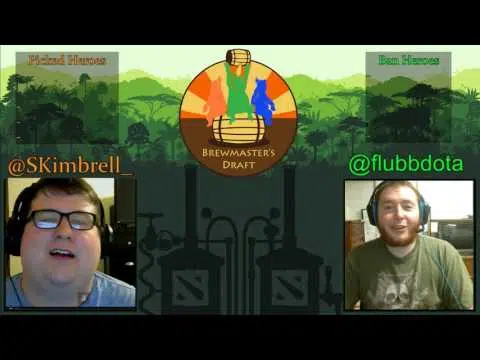 Picked Heroes
Ban Heroes
BREWMASTER'S
DRAFT
@SKimbrell_
@flubbdota